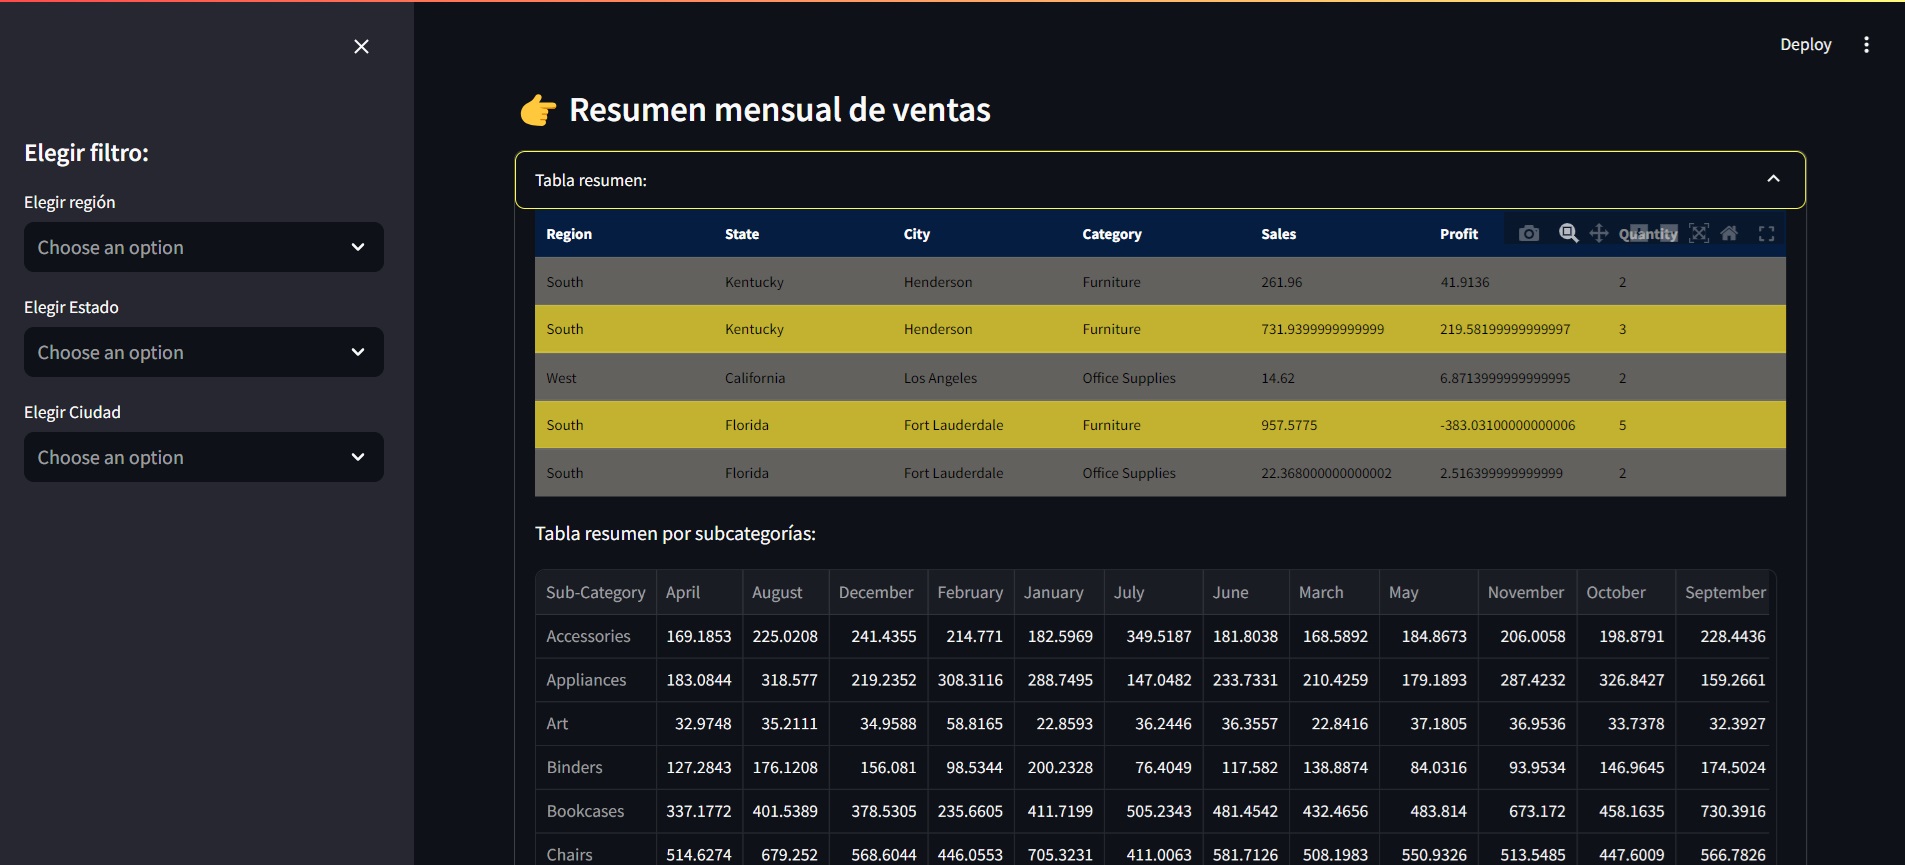 Deploy
Elegir filtro:
Elegir región
Choose an option
Elegir Estado
Choose an option
Elegir Ciudad
Choose an option
Resumen mensual de ventas
Tabla resumen:
Region State City Category Sales Profit Quantity
South Kentucky Henderson Furniture 261.96 41.9136 2
South Kentucky Henderson Furniture 731.9399999999999 219.58199999999997 3
West California Los Angeles Office Supplies 14.62 6.8713999999999995 2
South Florida Fort Lauderdale Furniture 957.5775 -383.03100000000006 5
South Florida Fort Lauderdale Office Supplies 22.368000000000002 2.516399999999999 2
Tabla resumen por subcategorías:
Sub-Category April August December February January July June March May November October September
Accessories 169.1853 225.0208 241.4355 214.771 182.5969 349.5187 181.8038 168.5892 184.8673 206.0058 198.8791 228.4436
Appliances 183.0844 318.577 219.2352 308.3116 288.7495 147.0482 233.7331 210.4259 179.1893 287.4232 326.8427 159.2661
Art 32.9748 35.2111 34.9588 58.8165 22.8593 36.2446 36.3557 22.8416 37.1805 36.9536 33.7378 32.3927
Binders 127.2843 176.1208 156.081 98.5344 200.2328 76.4049 117.582 138.8874 84.0316 93.9534 146.9645 174.5024
Bookcases 337.1772 401.5389 378.5305 235.6605 411.7199 505.2343 481.4542 432.4656 483.814 673.172 458.1635 730.3916
Chairs 514.6274 679.252 568.6044 446.0553 705.3231 411.0063 581.7126 508.1983 550.9326 513.5485 447.6009 566.7826